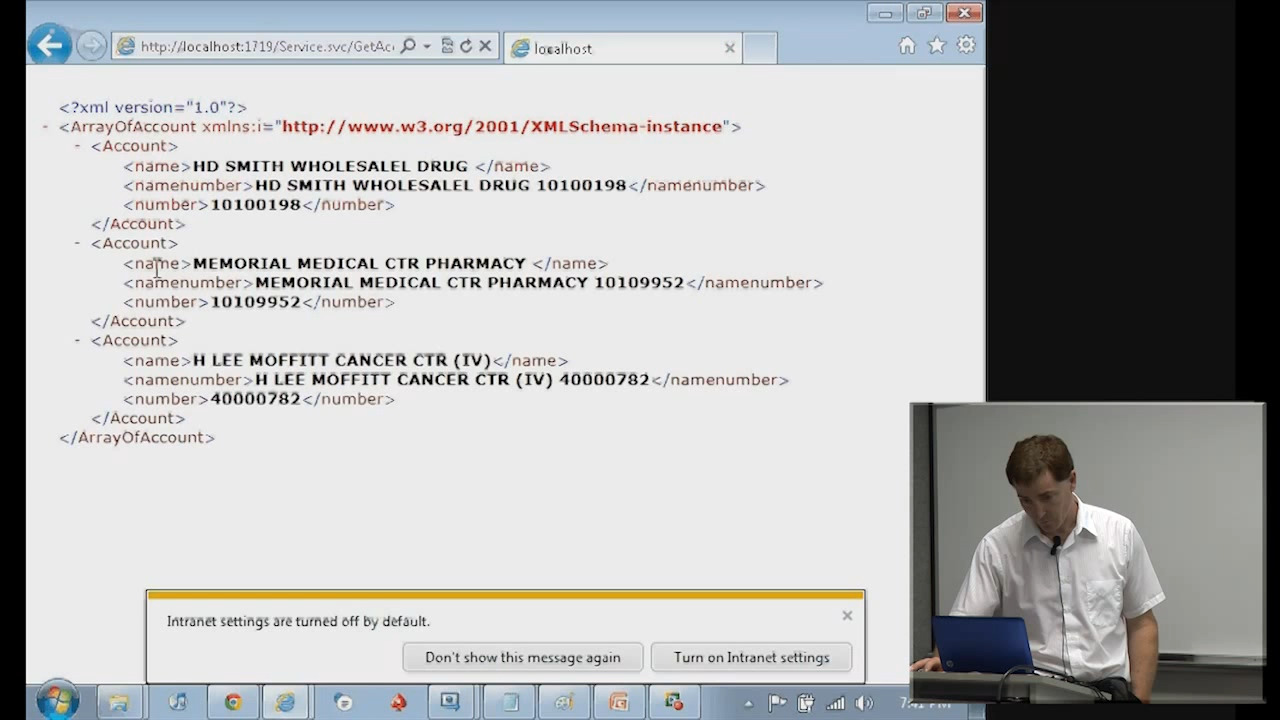 http://localhost:1719/Service.svc/GetAc
localhost
<?xml version="1.0"?>
- <ArrayOfAccount xmlns:i="http://www.w3.org/2001/XMLSchema-instance">
- <Account>
<name>HD SMITH WHOLESALEL DRUG </name>
<namenumber>HD SMITH WHOLESALEL DRUG 10100198</namenumber>
<number>10100198</number>
</Account>
- <Account>
<name>MEMORIAL MEDICAL CTR PHARMACY </name>
<namenumber>MEMORIAL MEDICAL CTR PHARMACY 10109952</namenumber>
<number>10109952</number>
</Account>
- <Account>
<name>H LEE MOFFITT CANCER CTR (IV)</name>
<namenumber>H LEE MOFFITT CANCER CTR (IV) 40000782</namenumber>
<number>40000782</number>
</Account>
</ArrayOfAccount>
Intranet settings are turned off by default.
Don't show this message again
Turn on Intranet settings
7:41 PM